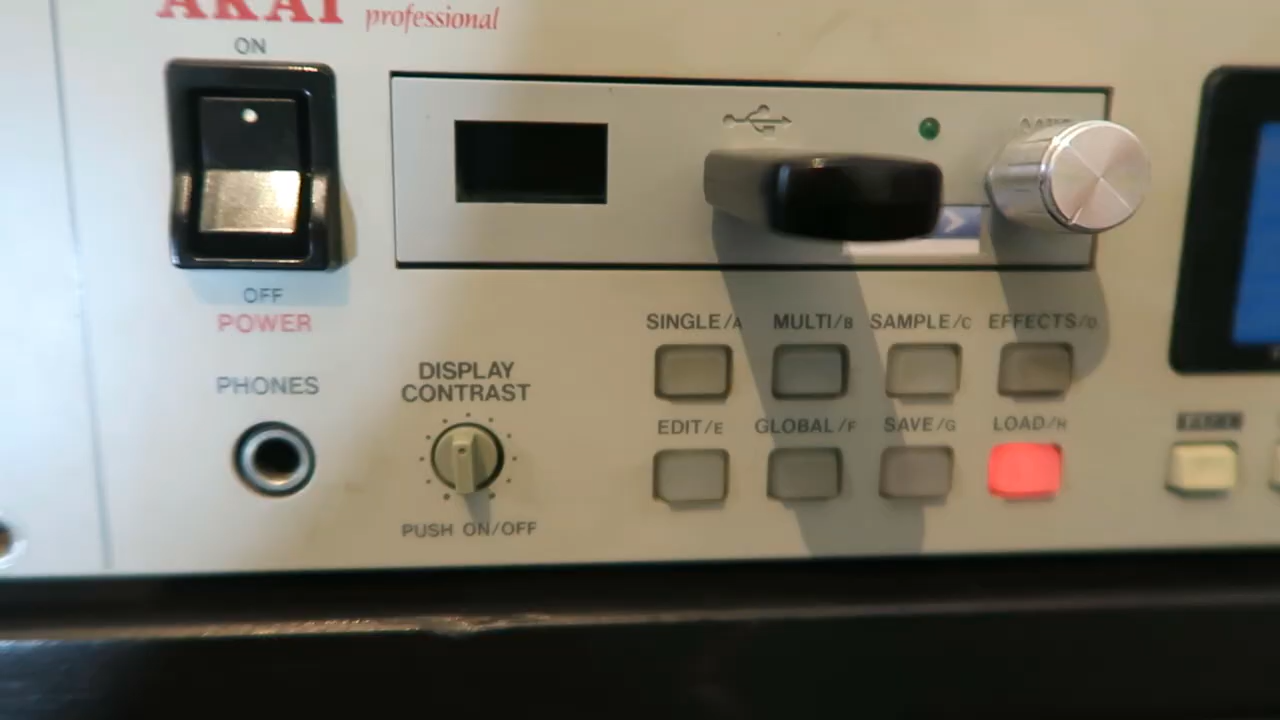 AKAI professional
ON
OFF
POWER
PHONES
DISPLAY
CONTRAST
PUSH ON/OFF
SINGLE/A MULTI/B SAMPLE/C EFFECTS/D
EDIT/E GLOBAL/F SAVE/G LOAD/H